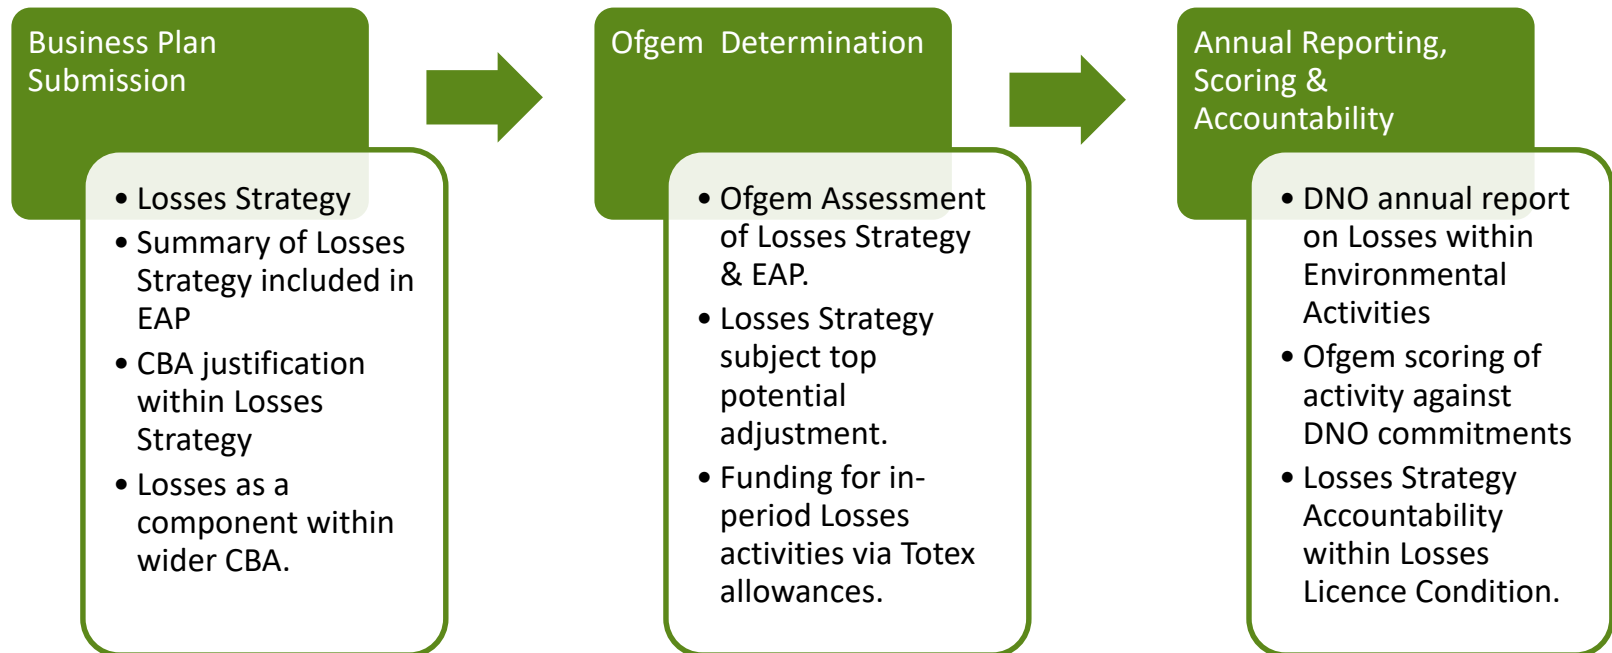 Business Plan
Submission
• Losses Strategy
• Summary of Losses
Strategy included in
EAP
• CBA justification
within Losses
Strategy
• Losses as a
component within
wider CBA.
Ofgem  Determination
• Ofgem Assessment
of Losses Strategy
& EAP.
• Losses Strategy
subject top
potential
adjustment.
• Funding for in-
period Losses
activities via Totex
allowances.
Annual Reporting,
Scoring &
Accountability
• DNO annual report
on Losses within
Environmental
Activities
• Ofgem scoring of
activity against
DNO commitments
• Losses Strategy
Accountability
within Losses
Licence Condition.